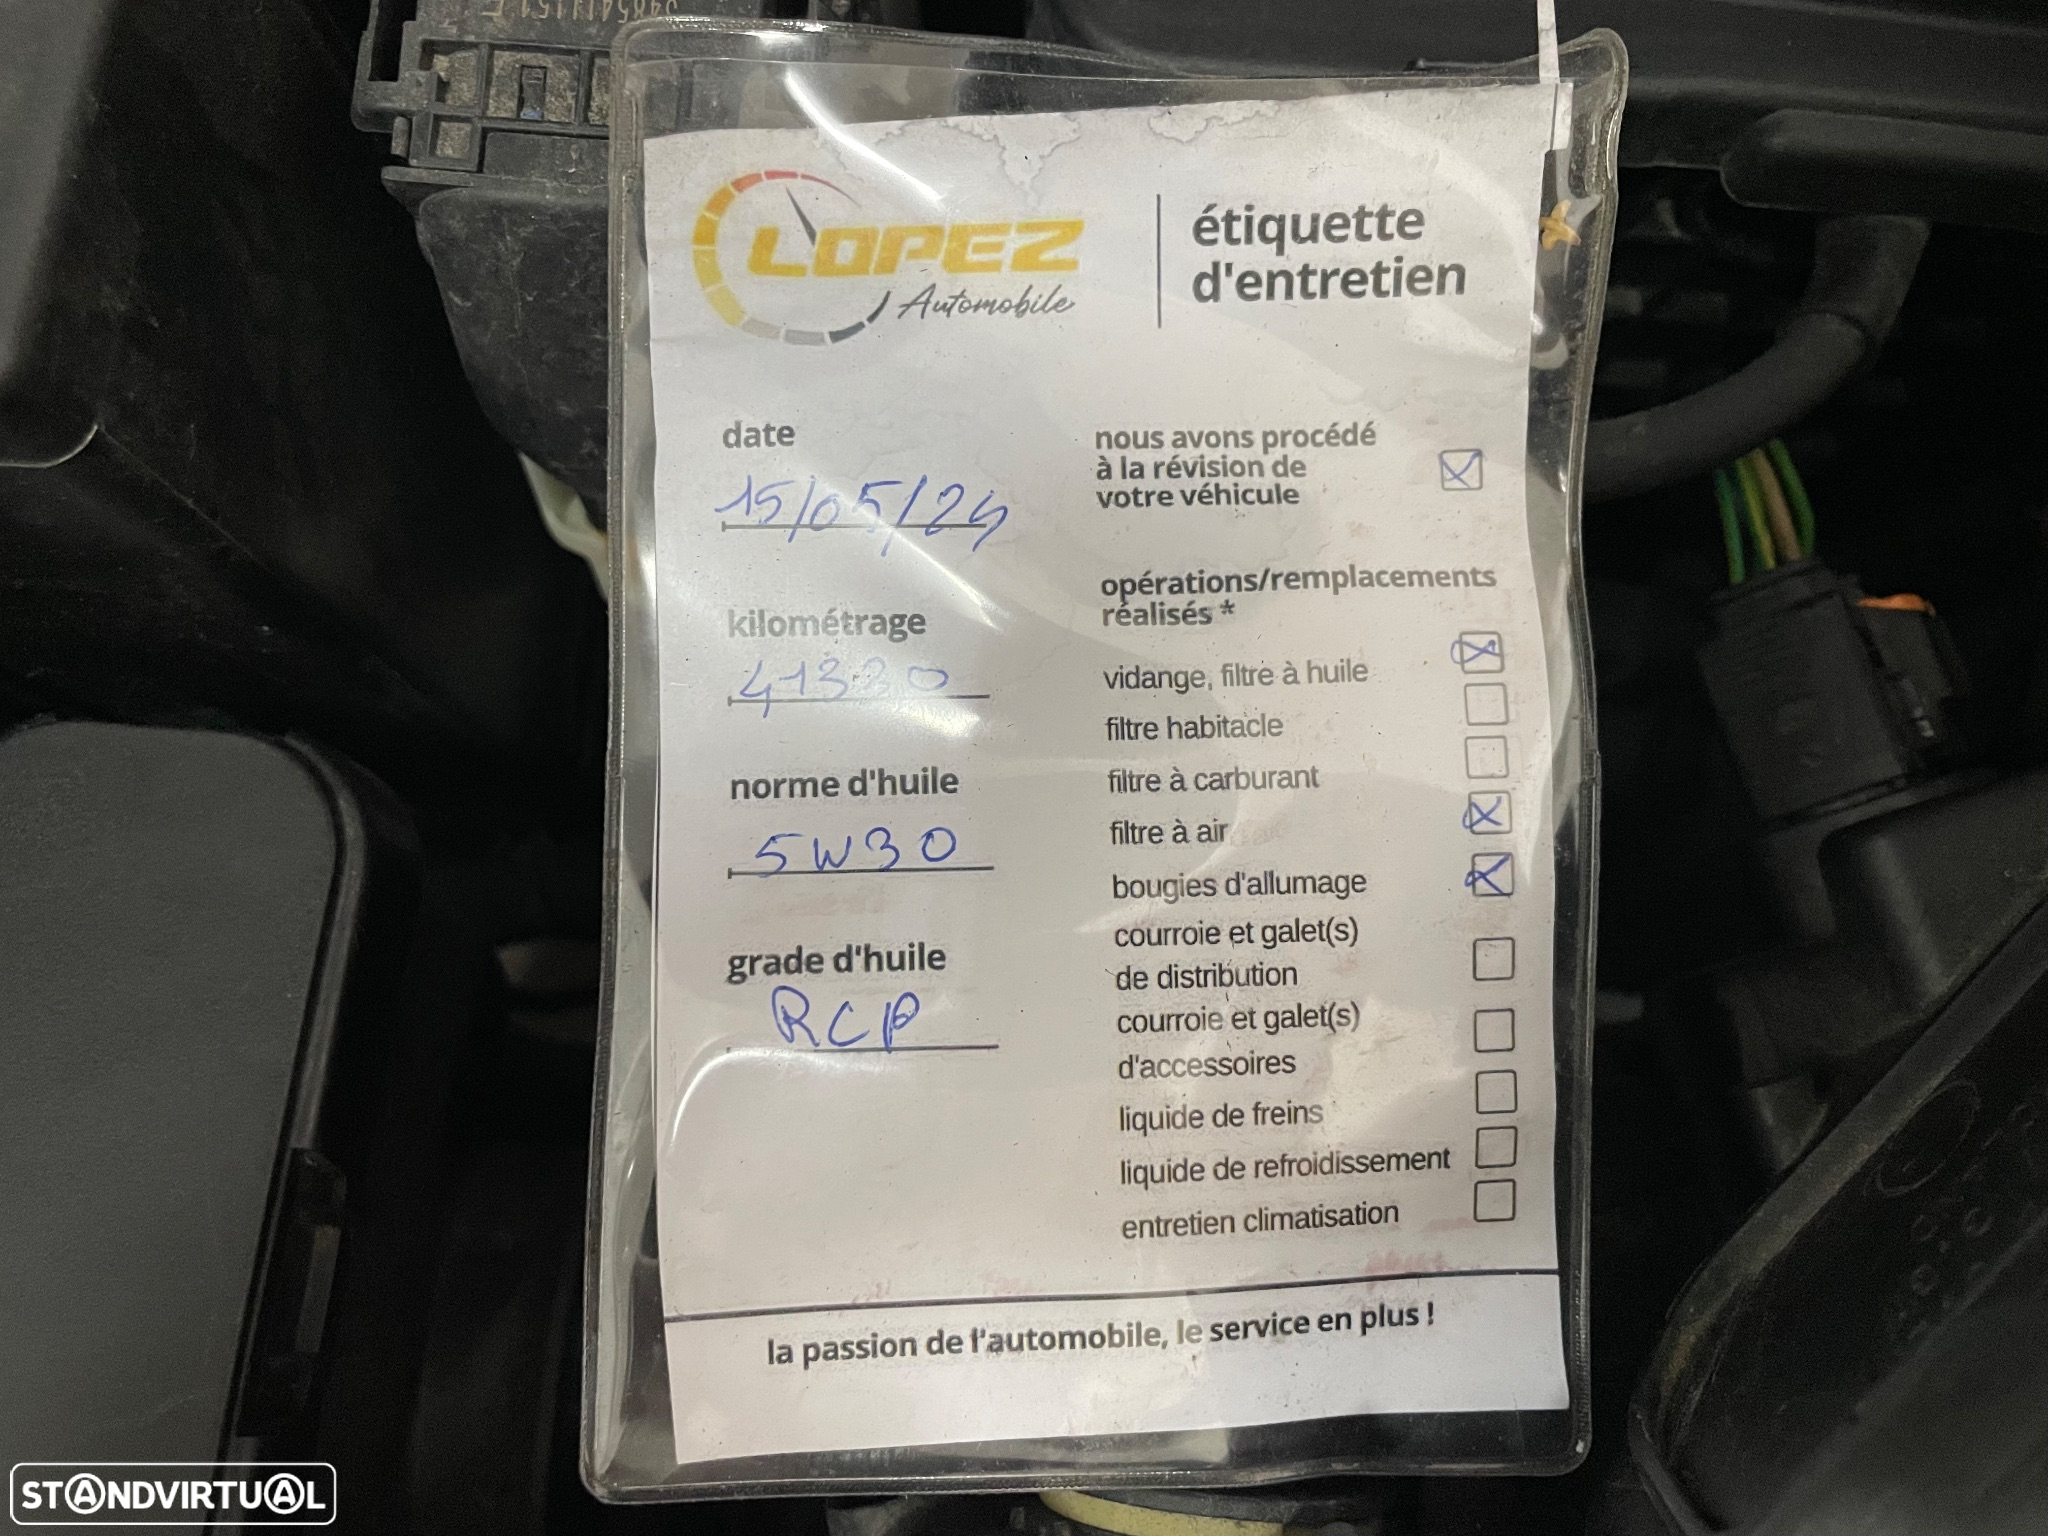 LOPEZ
Automobile
étiquette
d'entretien
date
15/05/24
kilométrage
41330
norme d'huile
5W30
grade d'huile
RCP
nous avons procédé
à la révision de
votre véhicule
opérations/remplacements
réalisés *
vidange, filtre à huile
filtre habitacle
filtre à carburant
filtre à air
bougies d'allumage
courroie et galet(s)
de distribution
courroie et galet(s)
d'accessoires
liquide de freins
liquide de refroidissement
entretien climatisation
la passion de l'automobile, le service en plus !
STANDVIRTUAL